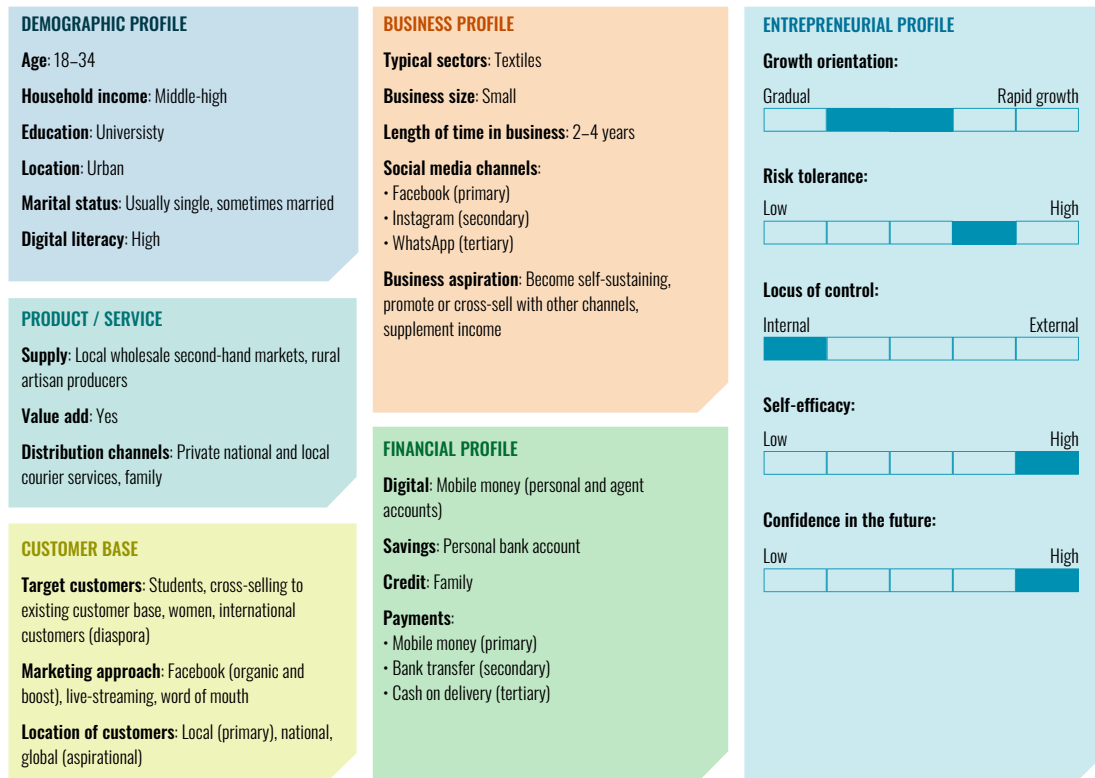 DEMOGRAPHIC PROFILE
Age: 18–34
Household income: Middle-high
Education: Universisty
Location: Urban
Marital status: Usually single, sometimes married
Digital literacy: High
PRODUCT / SERVICE
Supply: Local wholesale second-hand markets, rural
artisan producers
Value add: Yes
Distribution channels: Private national and local
courier services, family
CUSTOMER BASE
Target customers: Students, cross-selling to
existing customer base, women, international
customers (diaspora)
Marketing approach: Facebook (organic and
boost), live-streaming, word of mouth
Location of customers: Local (primary), national,
global (aspirational)
BUSINESS PROFILE
Typical sectors: Textiles
Business size: Small
Length of time in business: 2–4 years
Social media channels:
• Facebook (primary)
• Instagram (secondary)
• WhatsApp (tertiary)
Business aspiration: Become self-sustaining,
promote or cross-sell with other channels,
supplement income
FINANCIAL PROFILE
Digital: Mobile money (personal and agent
accounts)
Savings: Personal bank account
Credit: Family
Payments:
• Mobile money (primary)
• Bank transfer (secondary)
• Cash on delivery (tertiary)
ENTREPRENEURIAL PROFILE
Growth orientation:
Gradual Rapid growth
Risk tolerance:
Low High
Locus of control:
Internal External
Self-efficacy:
Low High
Confidence in the future:
Low High